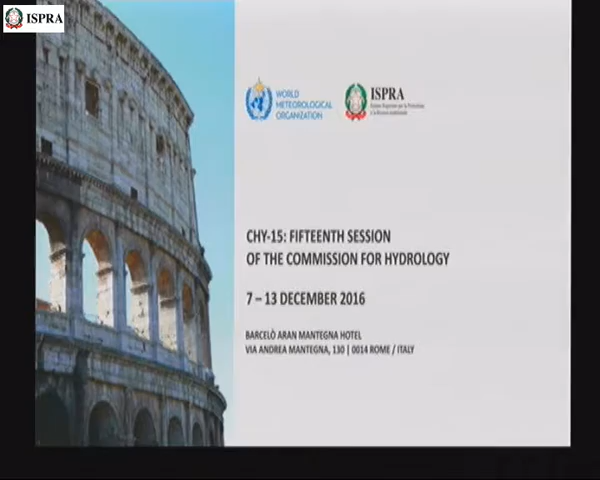 ISPRA
WORLD
METEOROLOGICAL
ORGANIZATION
ISPRA
CHY-15: FIFTEENTH SESSION
OF THE COMMISSION FOR HYDROLOGY
7 – 13 DECEMBER 2016
BARCELÒ ARAN MANTEGNA HOTEL
VIA ANDREA MANTEGNA, 130 | 0014 ROME / ITALY